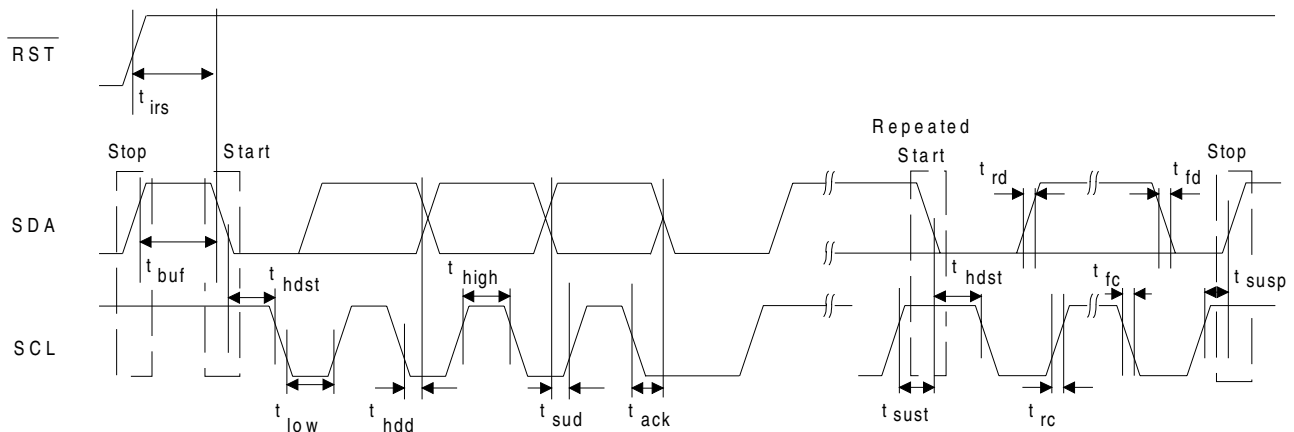 RST
t irs
Repeated
Stop Start Start Stop
t rd t fd
SDA
t buf t hdst t high t hdst t fc t susp
SCL
t low t hdd t sud t ack t sust t rc